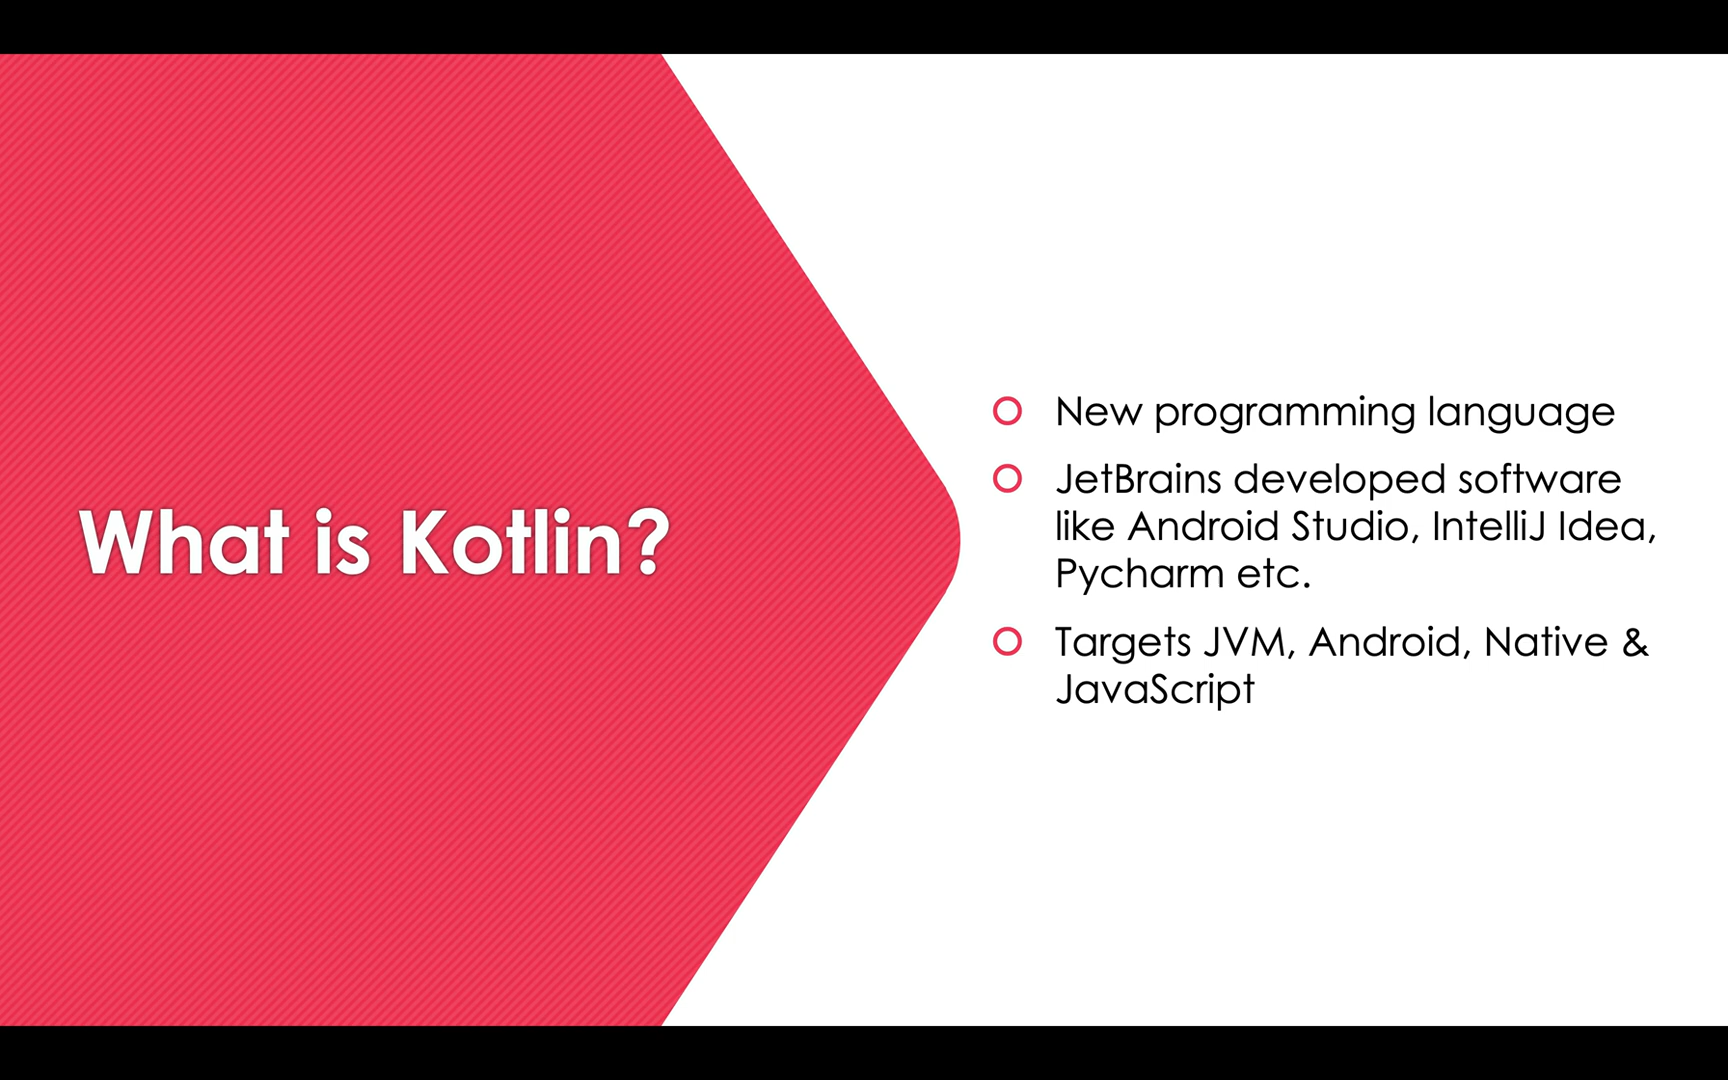 What is Kotlin?
New programming language
JetBrains developed software
like Android Studio, IntelliJ Idea,
Pycharm etc.
Targets JVM, Android, Native &
JavaScript